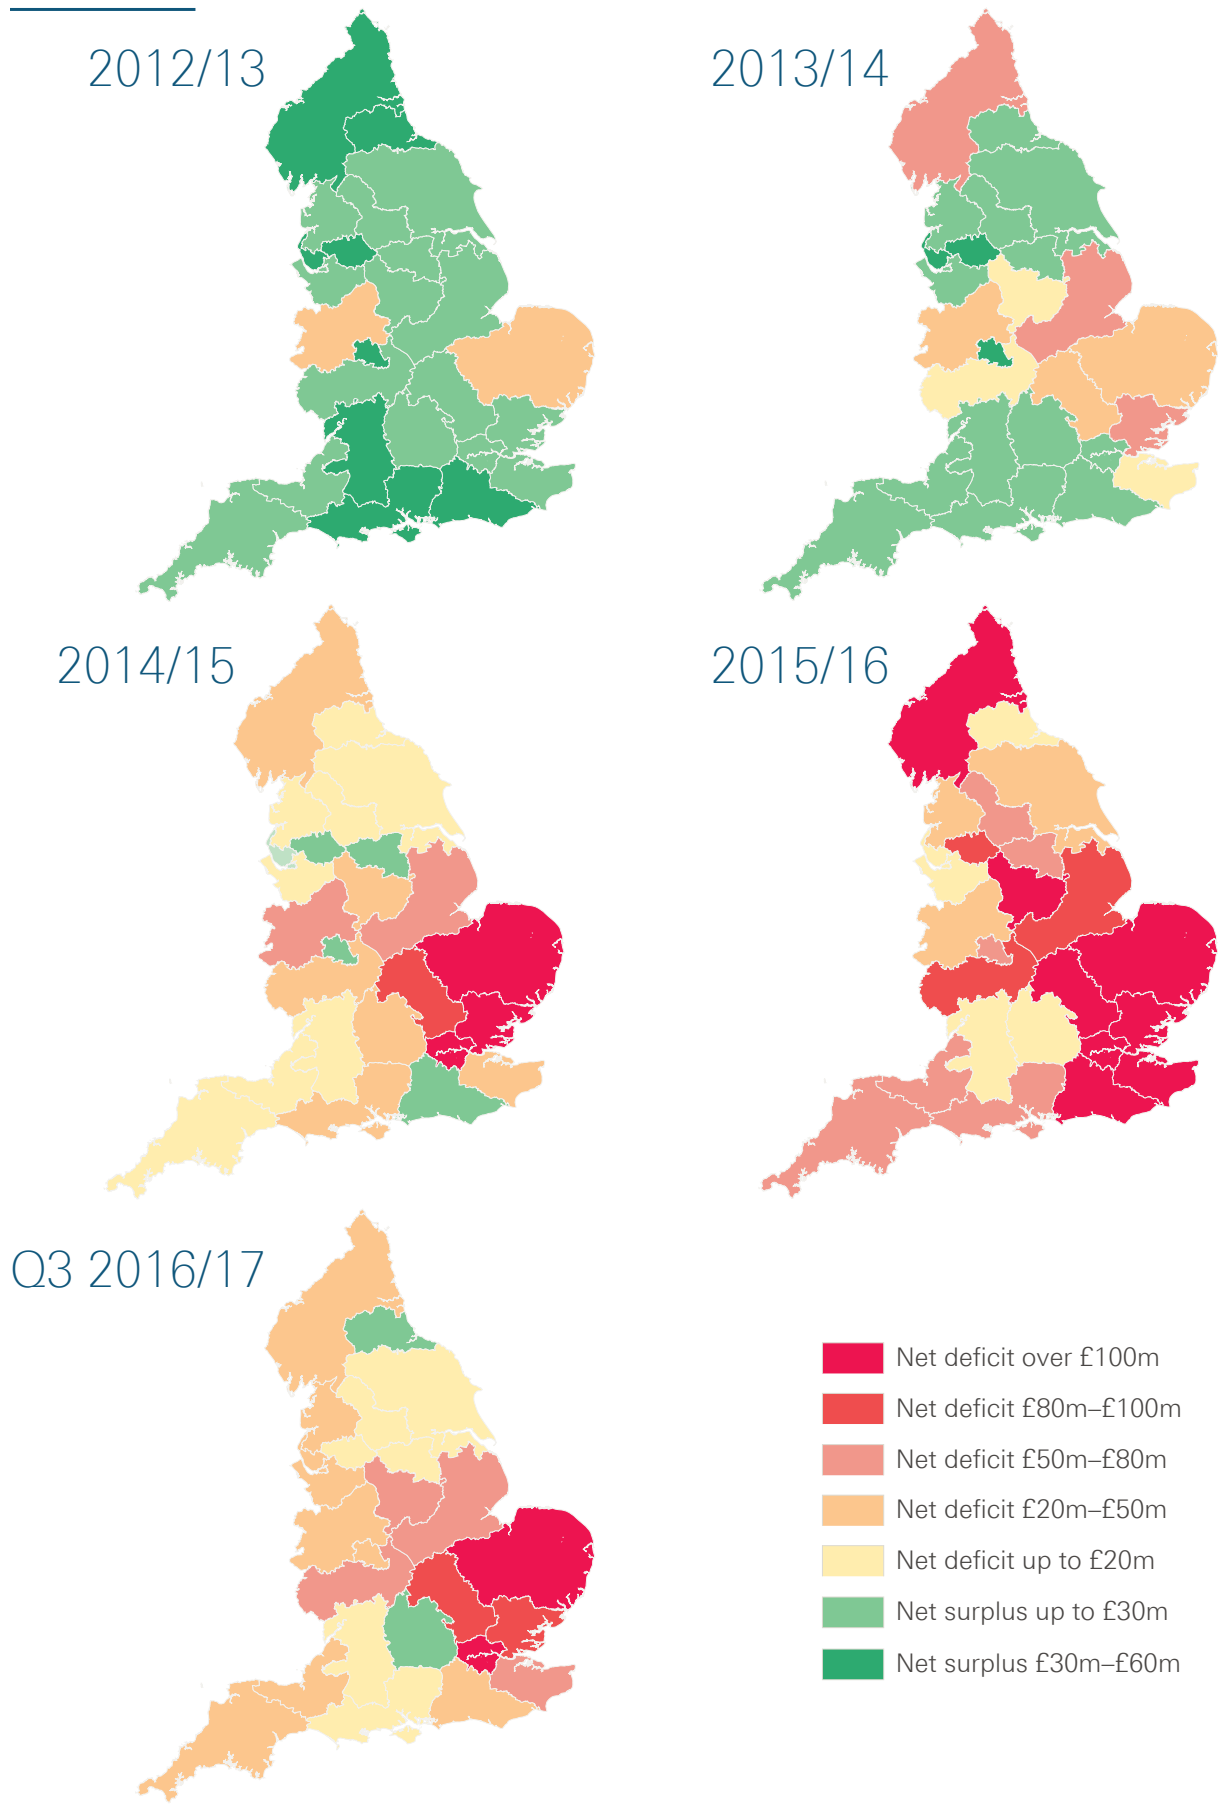 2012/13
2013/14
2014/15
2015/16
Q3 2016/17
Net deficit over £100m
Net deficit £80m–£100m
Net deficit £50m–£80m
Net deficit £20m–£50m
Net deficit up to £20m
Net surplus up to £30m
Net surplus £30m–£60m